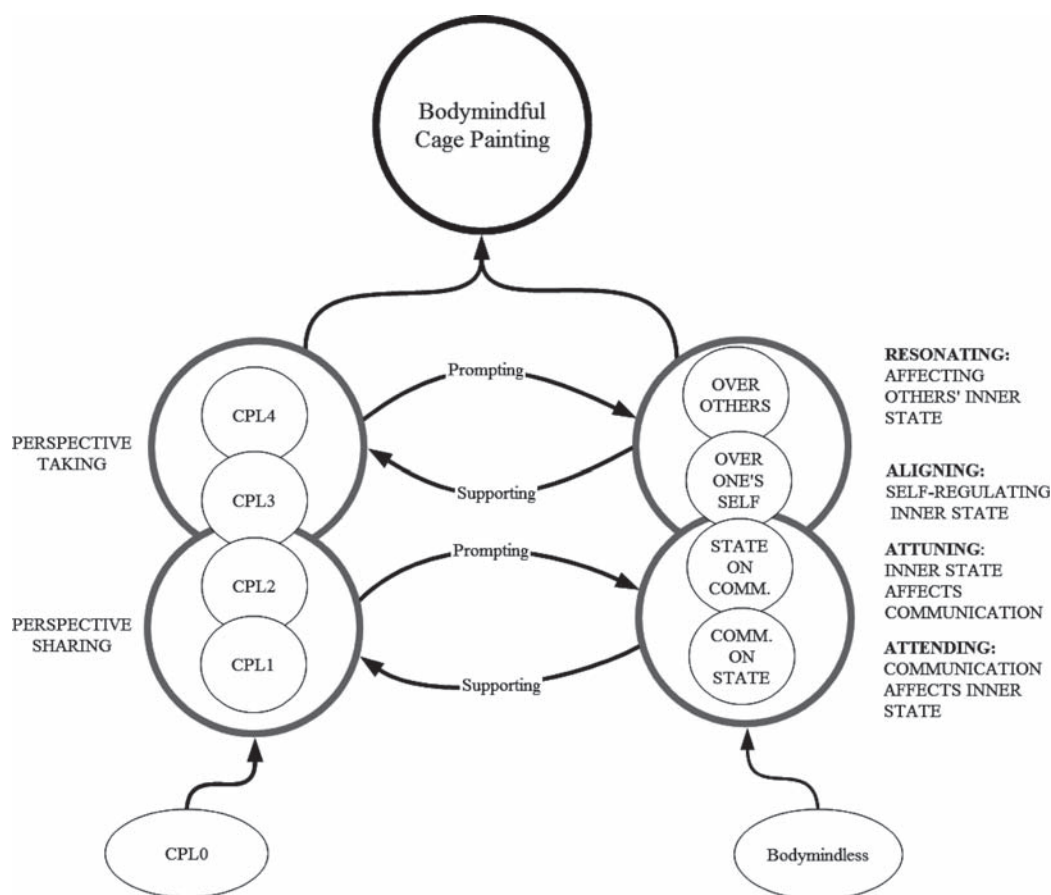 Bodymindful
Cage Painting
Prompting
Supporting
Prompting
Supporting
PERSPECTIVE
TAKING
PERSPECTIVE
SHARING
CPL4
CPL3
CPL2
CPL1
CPL0
OVER
OTHERS
OVER
ONE'S
SELF
STATE
ON
COMM.
COMM.
ON
STATE
Bodymindless
RESONATING:
AFFECTING
OTHERS' INNER
STATE
ALIGNING:
SELF-REGULATING
INNER STATE
ATTUNING:
INNER STATE
AFFECTS
COMMUNICATION
ATTENDING:
COMMUNICATION
AFFECTS INNER
STATE